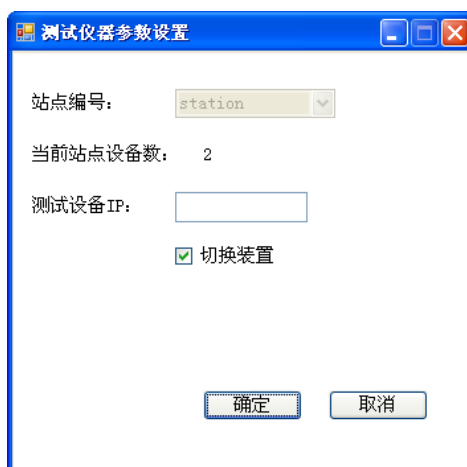 测试仪器参数设置
站点编号： station
当前站点设备数： 2
测试设备IP：
切换装置
确定 取消